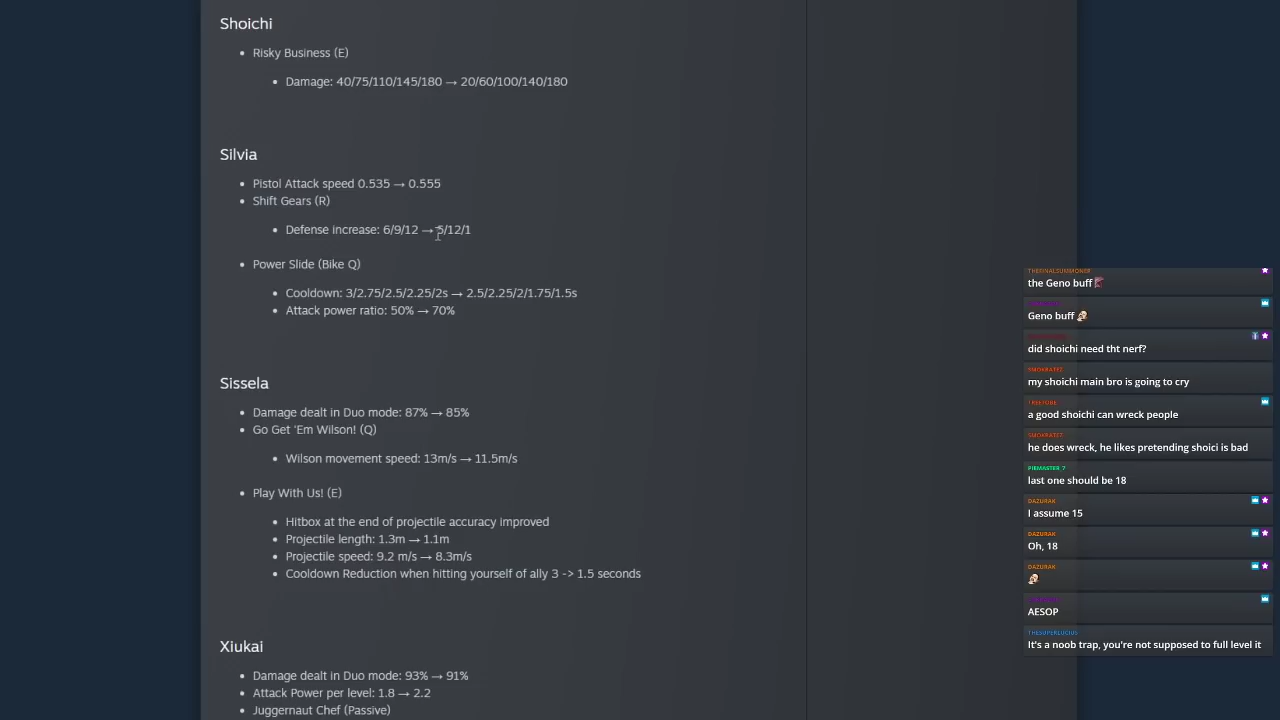 Shoichi
Risky Business (E)
Damage: 40/75/110/145/180 → 20/60/100/140/180
Silvia
Pistol Attack speed 0.535 → 0.555
Shift Gears (R)
Defense increase: 6/9/12 → 5/12/1
Power Slide (Bike Q)
Cooldown: 3/2.75/2.5/2.25/2s → 2.5/2.25/2/1.75/1.5s
Attack power ratio: 50% → 70%
Sissela
Damage dealt in Duo mode: 87% → 85%
Go Get 'Em Wilson! (Q)
Wilson movement speed: 13m/s → 11.5m/s
Play With Us! (E)
Hitbox at the end of projectile accuracy improved
Projectile length: 1.3m → 1.1m
Projectile speed: 9.2 m/s → 8.3m/s
Cooldown Reduction when hitting yourself of ally 3 -> 1.5 seconds
Xiukai
Damage dealt in Duo mode: 93% → 91%
Attack Power per level: 1.8 → 2.2
Juggernaut Chef (Passive)
THEFINALSUMMONER
the Geno buff
Geno buff
did shoichi need tht nerf?
my shoichi main bro is going to cry
a good shoichi can wreck people
he does wreck, he likes pretending shoici is bad
last one should be 18
DAZURAK
I assume 15
DAZURAK
Oh, 18
DAZURAK
AESOP
THESUPERLUCIUS
It's a noob trap, you're not supposed to full level it